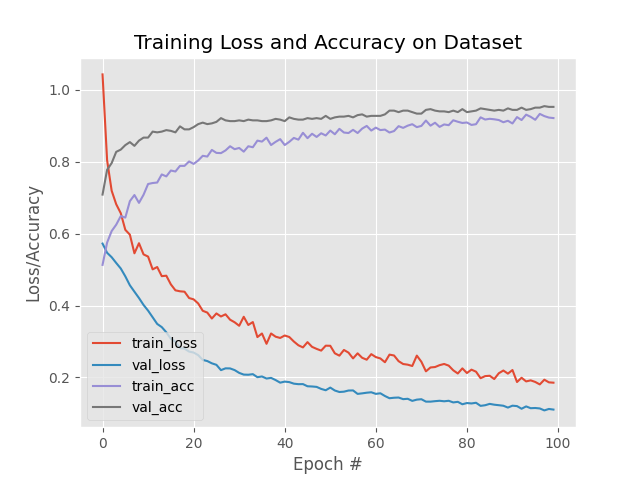 Training Loss and Accuracy on Dataset
Loss/Accuracy
1.0
0.8
0.6
0.4
0.2
train_loss
val_loss
train_acc
val_acc
0 20 40 60 80 100
Epoch #